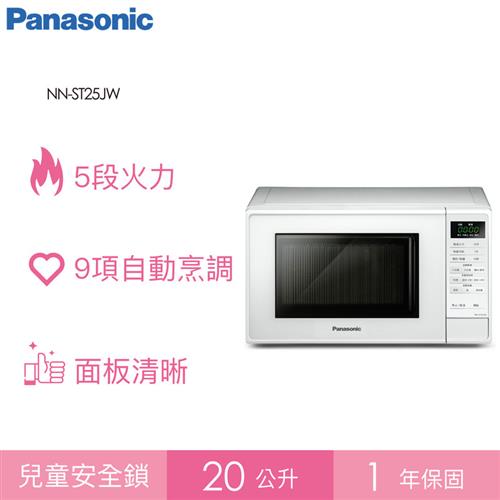 Panasonic
NN-ST25JW
5段火力
9項自動烹調
面板清晰
Panasonic
兒童安全鎖
20 公升
1 年保固